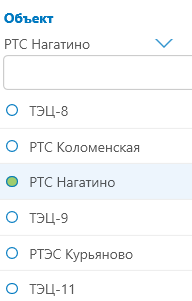 Объект
РТС Нагатино
ТЭЦ-8
РТС Коломенская
РТС Нагатино
ТЭЦ-9
РТЭС Курьяново
ТЭЦ-11